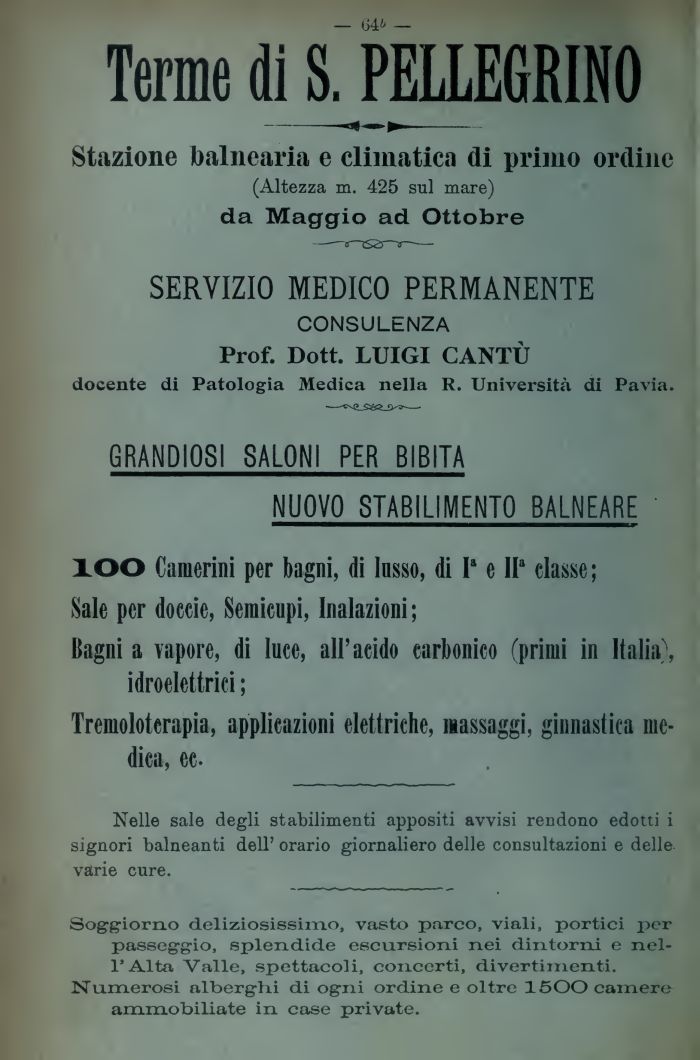 — 64b —
Terme di S. PELLEGRINO
Stazione balnearia e climatica di primo ordine
(Altezza m. 425 sul mare)
da Maggio ad Ottobre
SERVIZIO MEDICO PERMANENTE
CONSULENZA
Prof. Dott. LUIGI CANTÙ
docente di Patologia Medica nella R. Università di Pavia.
GRANDIOSI SALONI PER BIBITA
NUOVO STABILIMENTO BALNEARE
100 Camerini per bagni, di lusso, di Iª e IIª classe;
Sale per doccie, Semicupi, Inalazioni;
Bagni a vapore, di luce, all'acido carbonico (primi in Italia),
idroelettrici;
Tremoloterapia, applicazioni elettriche, massaggi, ginnastica me-
dica, ec.
Nelle sale degli stabilimenti appositi avvisi rendono edotti i
signori balneanti dell' orario giornaliero delle consultazioni e delle
varie cure.
Soggiorno deliziosissimo, vasto parco, viali, portici per
passeggio, splendide escursioni nei dintorni e nel-
l'Alta Valle, spettacoli, concerti, divertimenti.
Numerosi alberghi di ogni ordine e oltre 1500 camere
ammobiliate in case private.